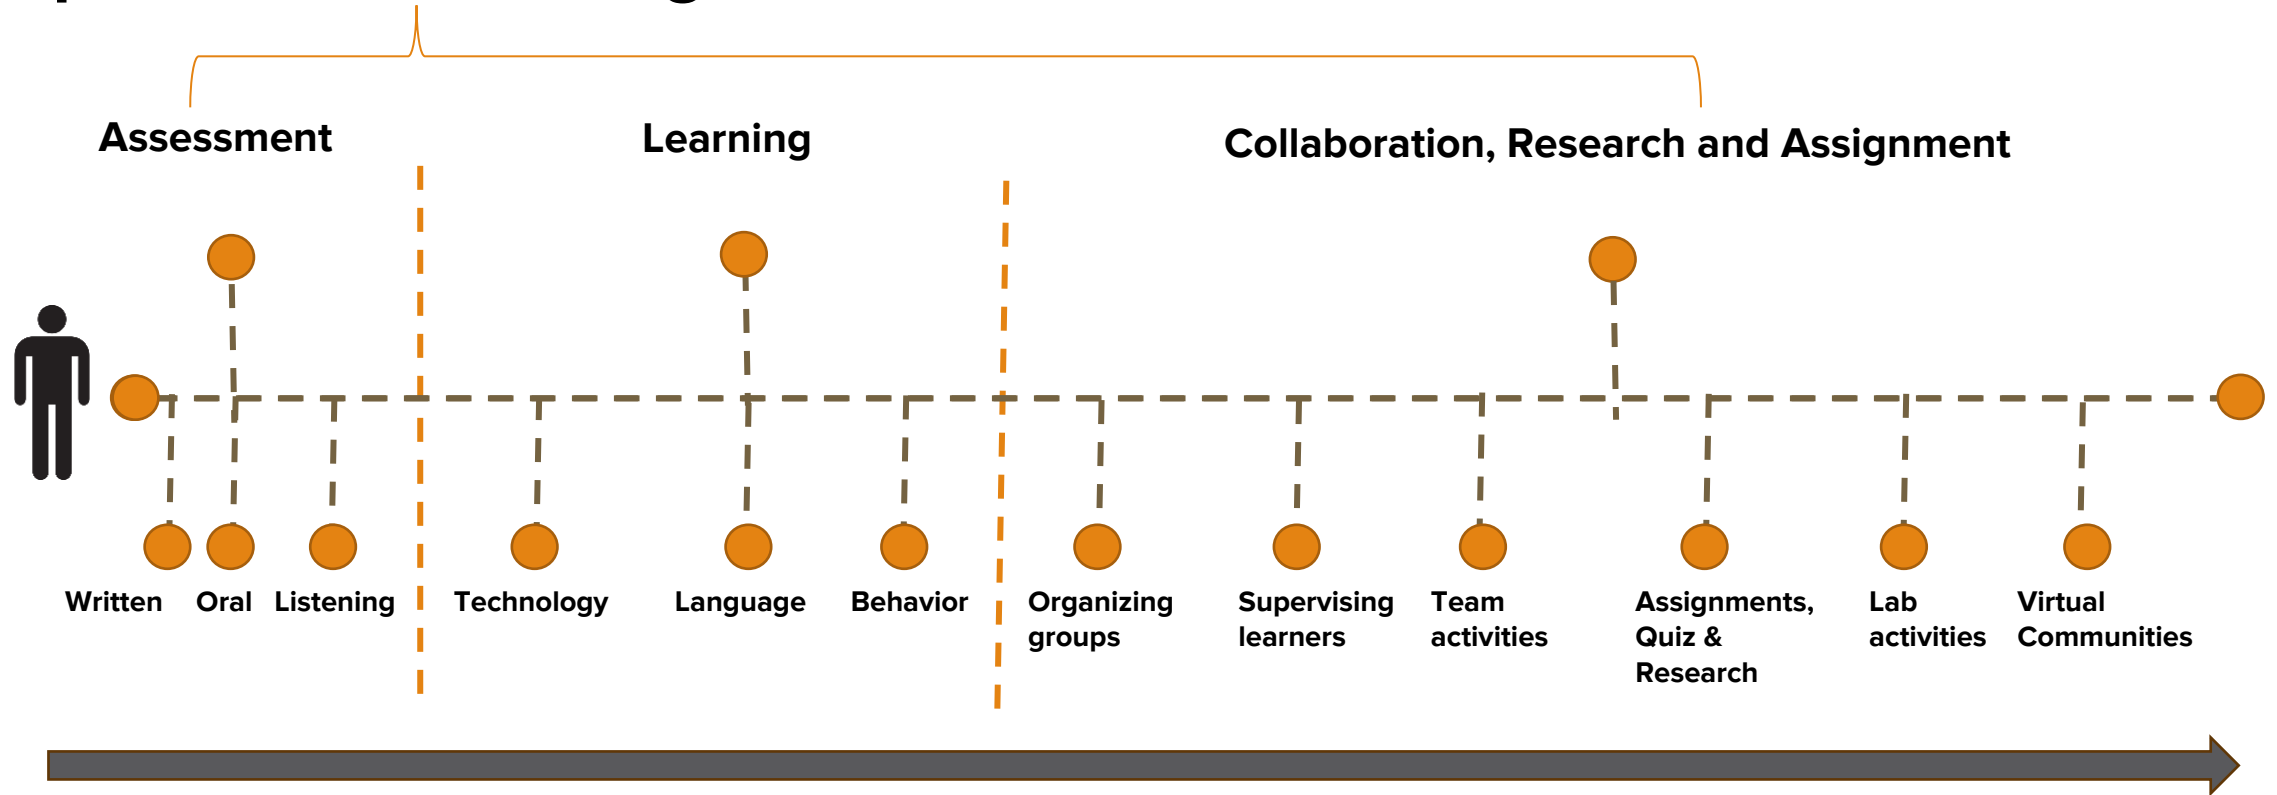 Assessment
Learning
Collaboration, Research and Assignment
Written
Oral
Listening
Technology
Language
Behavior
Organizing
groups
Supervising
learners
Team
activities
Assignments,
Quiz &
Research
Lab
activities
Virtual
Communities